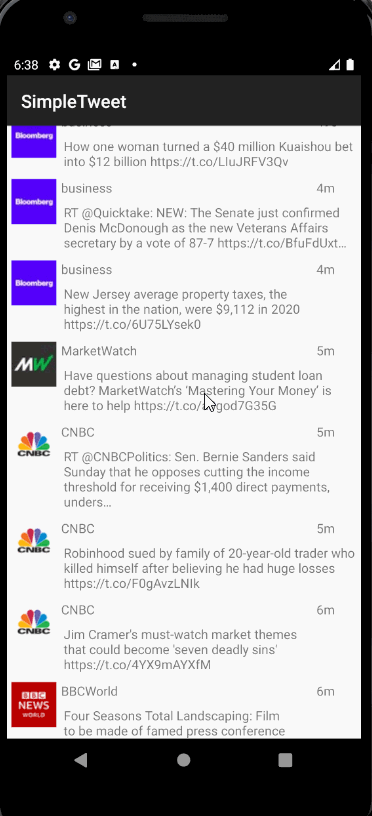 6:38
SimpleTweet
Bloomberg
business
How one woman turned a $40 million Kuaishou bet
into $12 billion https://t.co/LluJRFV3Qv
Bloomberg
business 4m
RT @Quicktake: NEW: The Senate just confirmed
Denis McDonough as the new Veterans Affairs
secretary by a vote of 87-7 https://t.co/BfuFdUxt…
Bloomberg
business 4m
New Jersey average property taxes, the
highest in the nation, were $9,112 in 2020
https://t.co/6U75LYsek0
MW
MarketWatch 5m
Have questions about managing student loan
debt? MarketWatch's ‘Mastering Your Money’ is
here to help
CNBC
CNBC 5m
RT @CNBCPolitics: Sen. Bernie Sanders said
Sunday that he opposes cutting the income
threshold for receiving $1,400 direct payments,
unders…
CNBC
CNBC 5m
Robinhood sued by family of 20-year-old trader who
killed himself after believing he had huge losses
https://t.co/F0gAvzLNIk
CNBC
CNBC 6m
Jim Cramer's must-watch market themes
that could become 'seven deadly sins'
https://t.co/4YX9mAYXfM
BBC
NEWS
WORLD
BBCWorld 6m
Four Seasons Total Landscaping: Film
to be made of famed press conference